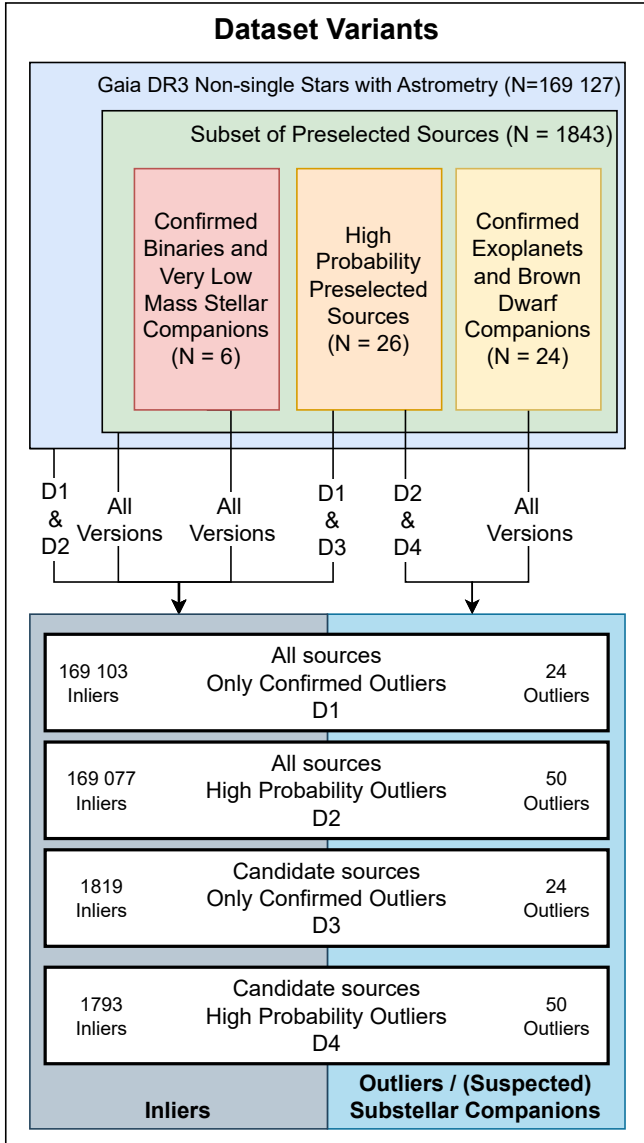 Dataset Variants
Gaia DR3 Non-single Stars with Astrometry (N=169 127)
Subset of Preselected Sources (N = 1843)
Confirmed
Binaries and
Very Low
Mass Stellar
Companions
(N = 6)
High
Probability
Preselected
Sources
(N = 26)
Confirmed
Exoplanets
and Brown
Dwarf
Companions
(N = 24)
D1
&
D2
All
Versions
All
Versions
D1
&
D3
D2
&
D4
All
Versions
169 103
Inliers
All sources
Only Confirmed Outliers
D1
24
Outliers
169 077
Inliers
All sources
High Probability Outliers
D2
50
Outliers
1819
Inliers
Candidate sources
Only Confirmed Outliers
D3
24
Outliers
1793
Inliers
Candidate sources
High Probability Outliers
D4
50
Outliers
Inliers
Outliers / (Suspected)
Substellar Companions